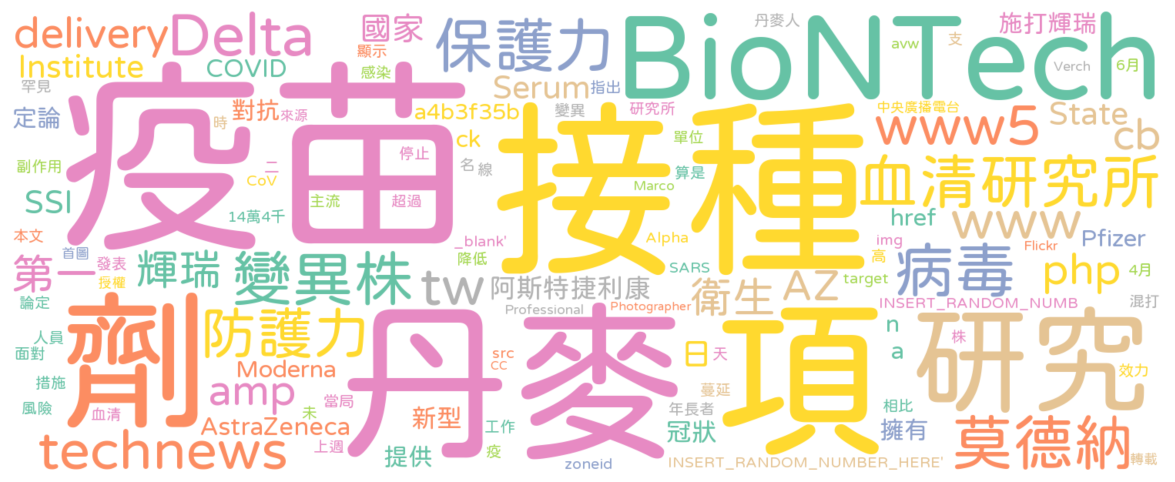 delivery
Delta
國家
保護力
BioNTech
丹麥人
支
施打輝瑞
顯示
avw
Institute
COVID
感染
Serum
指出
Verch
6月
罕見
a4b3f35b
變異
研究所
中央廣播電台
State
定論
對抗
來源
時
疫苗
接種
ck
單位
www5
cb
副作用
二
停止
名
線
算是
血清研究所
SSI
CoV
主流
超過
Marco
14萬4千
href
www
本文
首圖
_blank'
Alpha
img
高
Flickr
Pfizer
降低
第一
發表
輝瑞
變異株
SARS
病毒
php
4月
授權
tw
阿斯特捷利康
衛生
AZ
target
論定
Professional
Photographer
INSERT_RANDOM_NUMB
混打
劑
防護力
丹麥
項
研究
人員
n
株
面對
src
日
天
a
Moderna
CC
效力
措施
amp
蔓延
風險
血清
當局
新型
年長者
相比
未
AstraZeneca
工作
冠狀
擁有
莫德納
technews
上週
提供
疫
zoneid
INSERT_RANDOM_NUMBER_HERE'
轉載